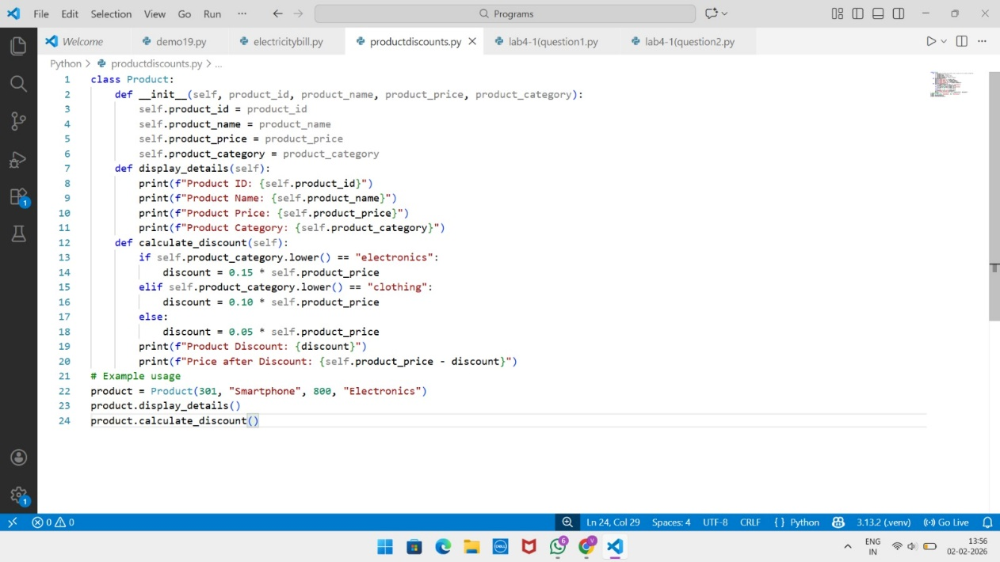 File Edit Selection View Go Run ··· Programs
Welcome demo19.py electricitybill.py productdiscounts.py lab4-1(question1.py lab4-1(question2.py
Python > productdiscounts.py > ...
1 class Product:
2     def __init__(self, product_id, product_name, product_price, product_category):
3         self.product_id = product_id
4         self.product_name = product_name
5         self.product_price = product_price
6         self.product_category = product_category
7     def display_details(self):
8         print(f"Product ID: {self.product_id}")
9         print(f"Product Name: {self.product_name}")
10         print(f"Product Price: {self.product_price}")
11         print(f"Product Category: {self.product_category}")
12     def calculate_discount(self):
13         if self.product_category.lower() == "electronics":
14             discount = 0.15 * self.product_price
15         elif self.product_category.lower() == "clothing":
16             discount = 0.10 * self.product_price
17         else:
18             discount = 0.05 * self.product_price
19         print(f"Product Discount: {discount}")
20         print(f"Price after Discount: {self.product_price - discount}")
21 # Example usage
22 product = Product(301, "Smartphone", 800, "Electronics")
23 product.display_details()
24 product.calculate_discount()
1
1
0 0 Ln 24, Col 29 Spaces: 4 UTF-8 CRLF { } Python 3.13.2 (.venv) Go Live
DELL 6 V ENG 13:56
IN 02-02-2026